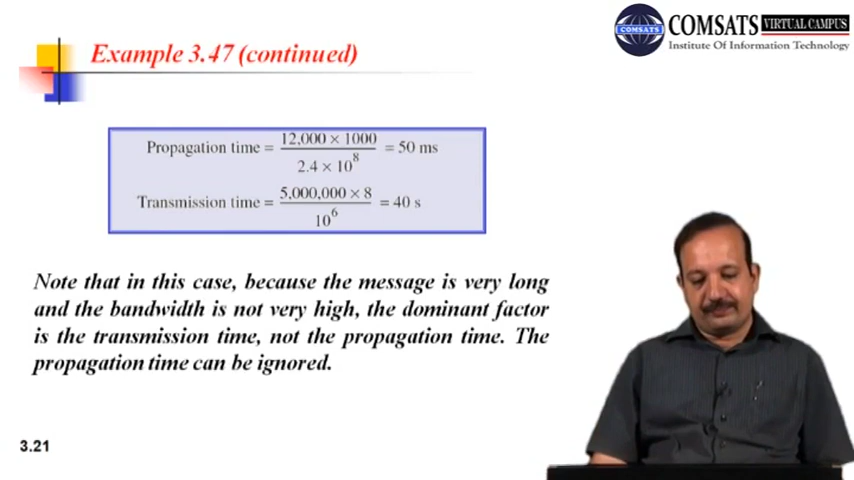 COMSATS
COMSATS VIRTUAL CAMPUS
Institute Of Information Technology
Example 3.47 (continued)
Propagation time = 12,000 × 1000 / 2.4 × 10^8 = 50 ms
Transmission time = 5,000,000 × 8 / 10^6 = 40 s
Note that in this case, because the message is very long
and the bandwidth is not very high, the dominant factor
is the transmission time, not the propagation time. The
propagation time can be ignored.
3.21